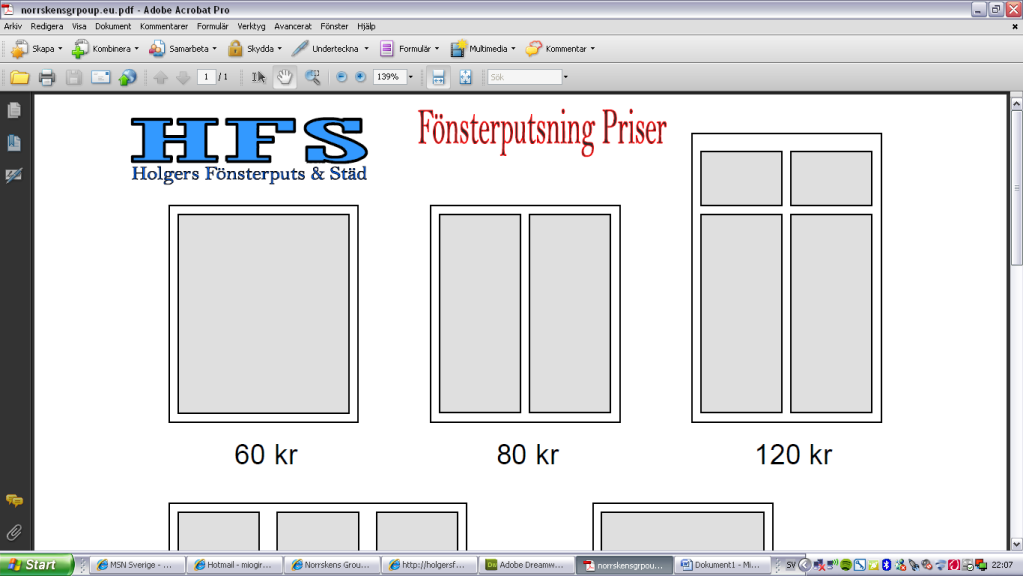 norrskensgrpoup.eu.pdf - Adobe Acrobat Pro
Arkiv Redigera Visa Dokument Kommentarer Formulär Verktyg Avancerat Fönster Hjälp
Skapa Kombinera Samarbeta Skydda Underteckna Formulär Multimedia Kommentar
1 / 1 139% Sök
HFS
Holgers Fönsterputs & Städ
Fönsterputsning Priser
60 kr 80 kr 120 kr
Start MSN Sverige - ... Hotmail - miogir... Norrskens Grou... http://holgersf... Adobe Dreamw... norrskensgrpou... Dokument1 - Mi... SV 22:07